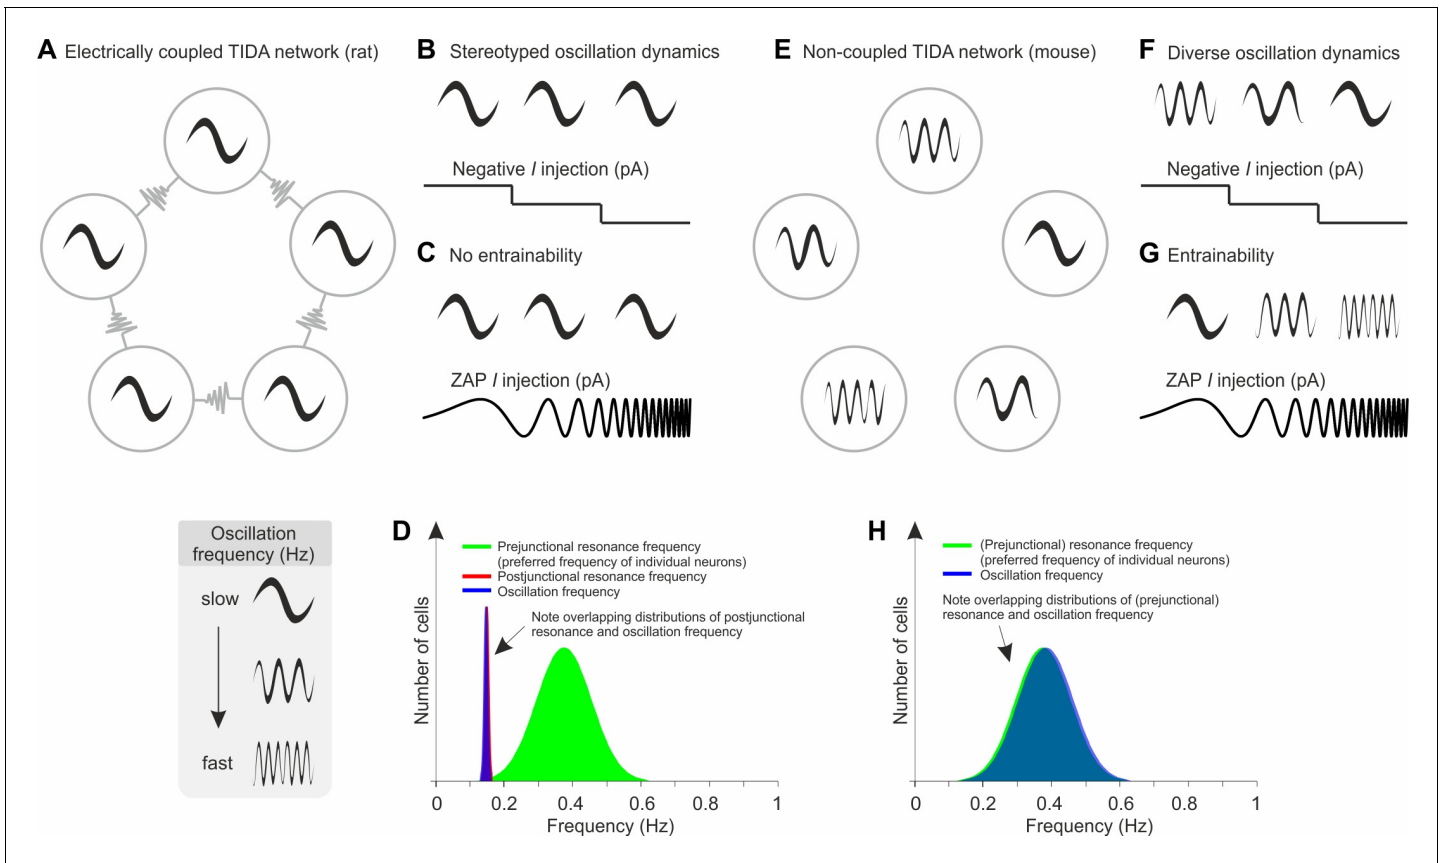 A Electrically coupled TIDA network (rat)
B Stereotyped oscillation dynamics
Negative I injection (pA)
C No entrainability
ZAP I injection (pA)
E Non-coupled TIDA network (mouse)
F Diverse oscillation dynamics
Negative I injection (pA)
G Entrainability
ZAP I injection (pA)
Oscillation
frequency (Hz)
slow
fast
D
Prejunctional resonance frequency
(preferred frequency of individual neurons)
Postjunctional resonance frequency
Oscillation frequency
Note overlapping distributions of postjunctional
resonance and oscillation frequency
Number of cells
0 0.2 0.4 0.6 0.8 1
Frequency (Hz)
H
(Prejunctional) resonance frequency
(preferred frequency of individual neurons)
Oscillation frequency
Note overlapping distributions of (prejunctional)
resonance and oscillation frequency
Number of cells
0 0.2 0.4 0.6 0.8 1
Frequency (Hz)